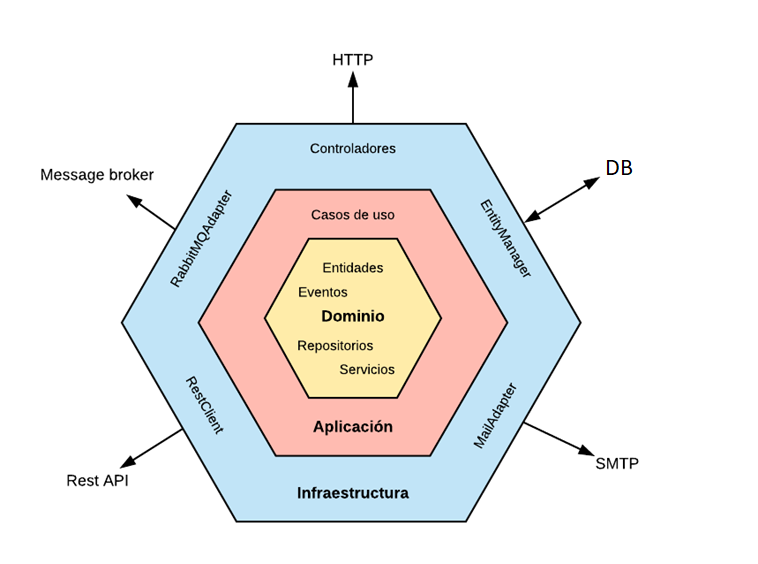 HTTP
Controladores
Message broker
DB
RabbitMQAdapter
EntityManager
Casos de uso
Entidades
Eventos
Dominio
Repositorios
Servicios
RestClient
MailAdapter
Aplicación
Rest API
SMTP
Infraestructura